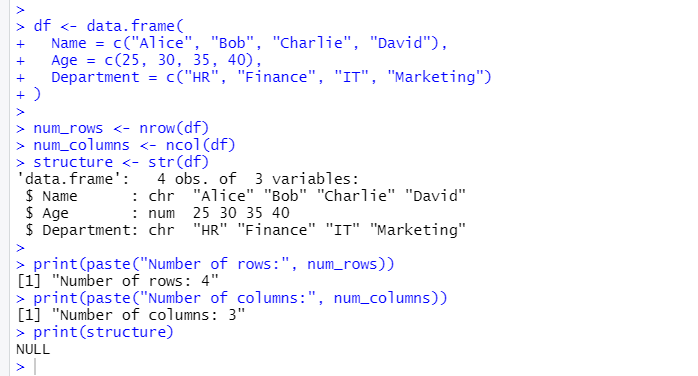 >
> df <- data.frame(
+   Name = c("Alice", "Bob", "Charlie", "David"),
+   Age = c(25, 30, 35, 40),
+   Department = c("HR", "Finance", "IT", "Marketing")
+ )
>
> num_rows <- nrow(df)
> num_columns <- ncol(df)
> structure <- str(df)
'data.frame':   4 obs. of  3 variables:
 $ Name      : chr  "Alice" "Bob" "Charlie" "David"
 $ Age       : num  25 30 35 40
 $ Department: chr  "HR" "Finance" "IT" "Marketing"
>
> print(paste("Number of rows:", num_rows))
[1] "Number of rows: 4"
> print(paste("Number of columns:", num_columns))
[1] "Number of columns: 3"
> print(structure)
NULL
>